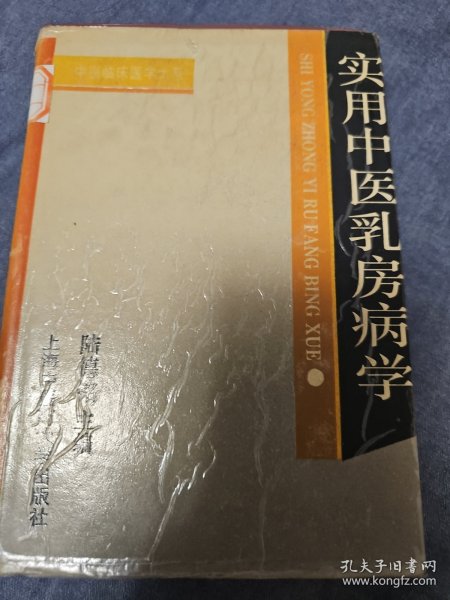 中医临床医学大系
实用中医乳房病学
SHI YONG ZHONG YI RU FANG BING XUE
陆德铭 主编
上海
出版社
孔夫子旧书网
www.kongfz.com